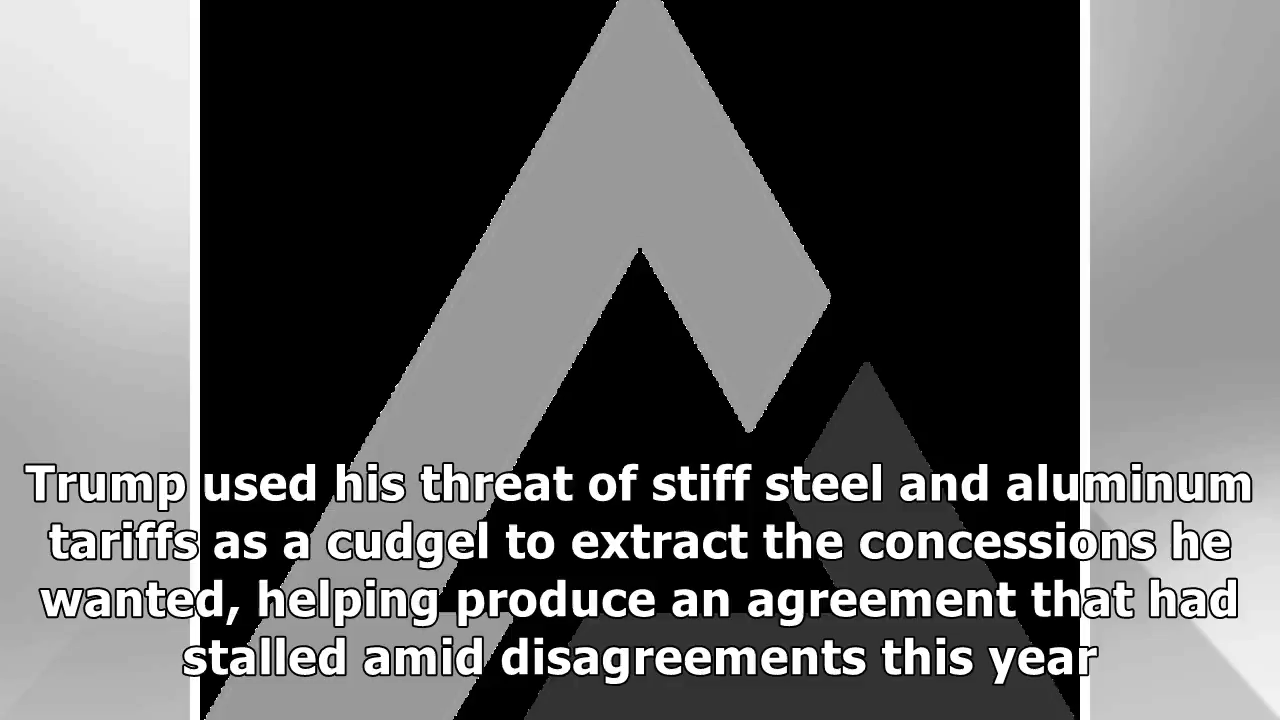 Trump used his threat of stiff steel and aluminum
tariffs as a cudgel to extract the concessions he
wanted, helping produce an agreement that had
stalled amid disagreements this year